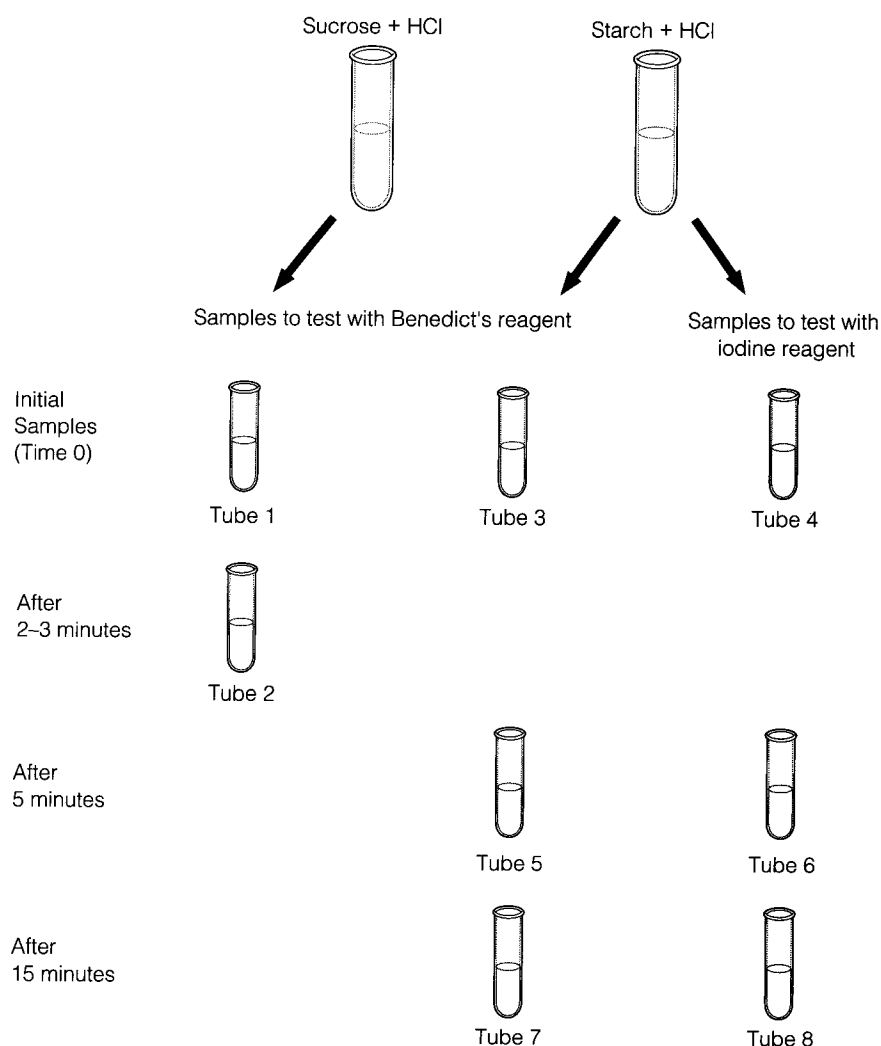 Sucrose + HCl
Starch + HCl
Samples to test with Benedict's reagent
Samples to test with
iodine reagent
Initial
Samples
(Time 0)
Tube 1
Tube 3
Tube 4
After
2–3 minutes
Tube 2
After
5 minutes
Tube 5
Tube 6
After
15 minutes
Tube 7
Tube 8